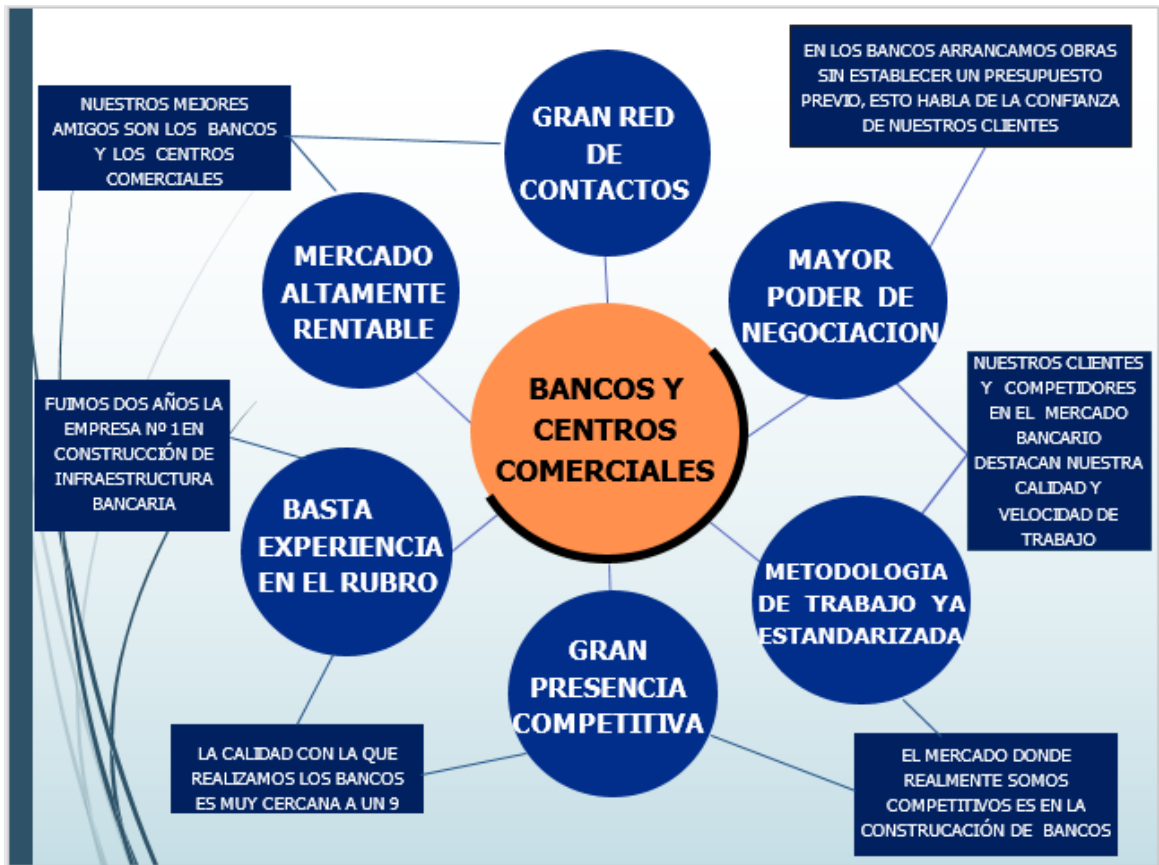 EN LOS BANCOS ARRANCAMOS OBRAS
SIN ESTABLECER UN PRESUPUESTO
PREVIO, ESTO HABLA DE LA CONFIANZA
DE NUESTROS CLIENTES
NUESTROS MEJORES
AMIGOS SON LOS BANCOS
Y LOS CENTROS
COMERCIALES
GRAN RED
DE
CONTACTOS
MERCADO
ALTAMENTE
RENTABLE
MAYOR
PODER DE
NEGOCIACION
BANCOS Y
CENTROS
COMERCIALES
NUESTROS CLIENTES
Y COMPETIDORES
EN EL MERCADO
BANCARIO
DESTACAN NUESTRA
CALIDAD Y
VELOCIDAD DE
TRABAJO
FUIMOS DOS AÑOS LA
EMPRESA Nº 1 EN
CONSTRUCCIÓN DE
INFRAESTRUCTURA
BANCARIA
BASTA
EXPERIENCIA
EN EL RUBRO
METODOLOGIA
DE TRABAJO YA
ESTANDARIZADA
GRAN
PRESENCIA
COMPETITIVA
LA CALIDAD CON LA QUE
REALIZAMOS LOS BANCOS
ES MUY CERCANA A UN 9
EL MERCADO DONDE
REALMENTE SOMOS
COMPETITIVOS ES EN LA
CONSTRUCACIÓN DE BANCOS